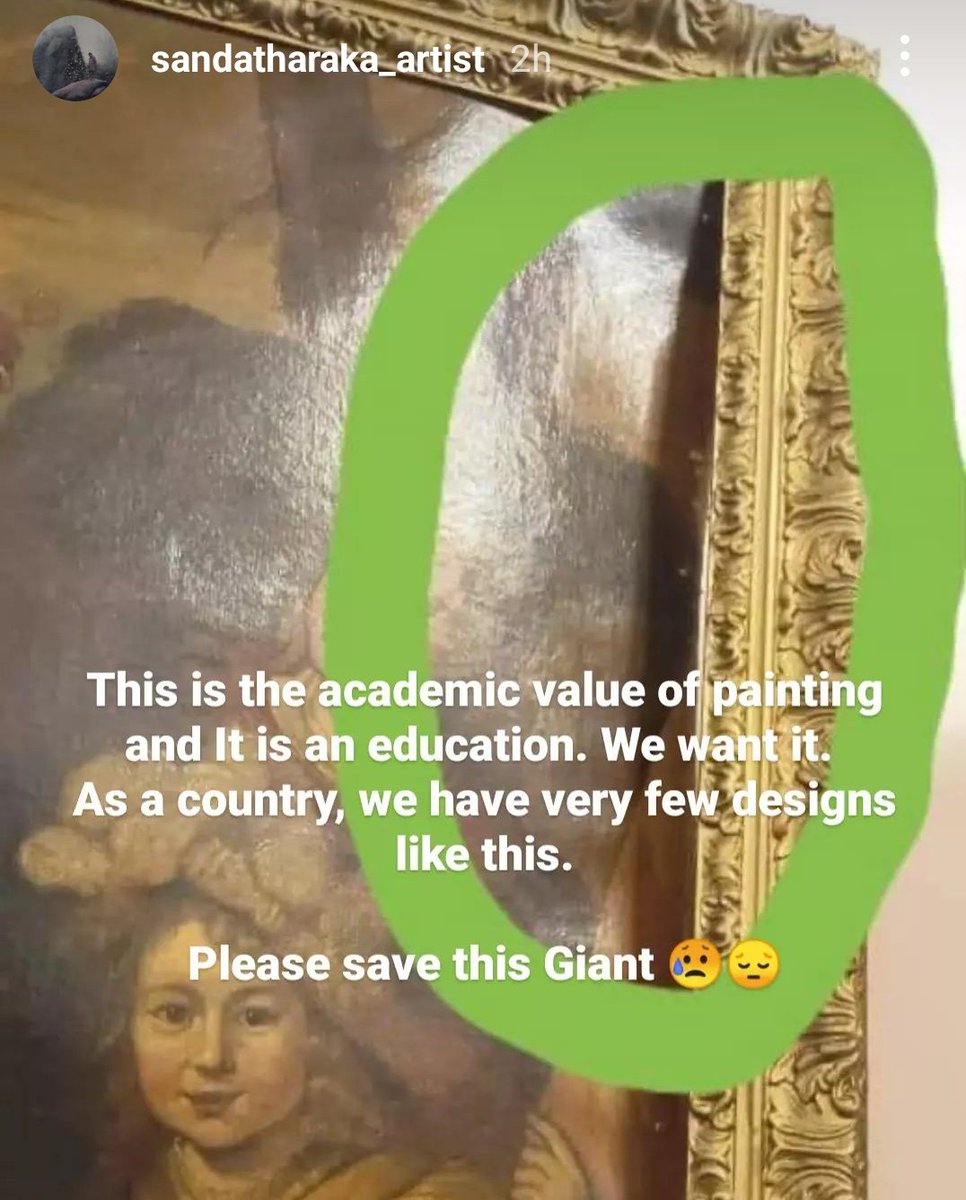 sandatharaka_artist 2h
This is the academic value of painting
and It is an education. We want it.
As a country, we have very few designs
like this.
Please save this Giant 😥😔